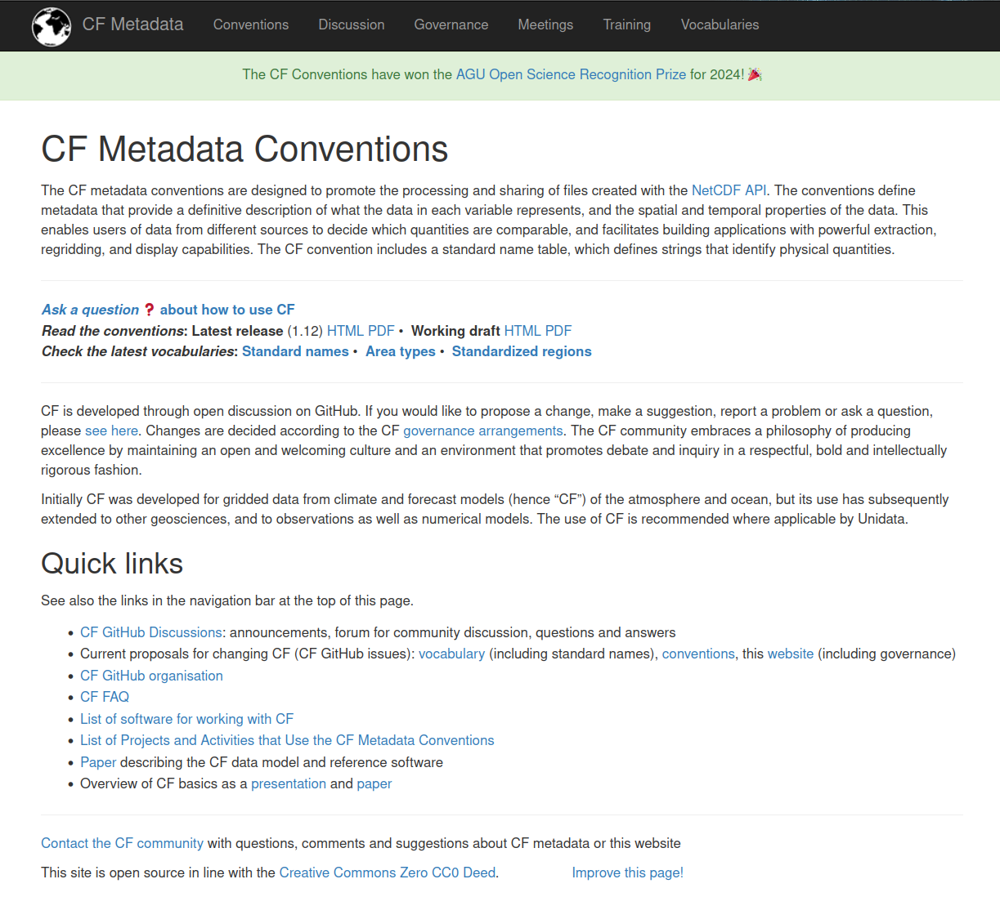 CF Metadata Conventions Discussion Governance Meetings Training Vocabularies
The CF Conventions have won the AGU Open Science Recognition Prize for 2024! 🎉
CF Metadata Conventions
The CF metadata conventions are designed to promote the processing and sharing of files created with the NetCDF API. The conventions define
metadata that provide a definitive description of what the data in each variable represents, and the spatial and temporal properties of the data. This
enables users of data from different sources to decide which quantities are comparable, and facilitates building applications with powerful extraction,
regridding, and display capabilities. The CF convention includes a standard name table, which defines strings that identify physical quantities.
Ask a question ❓ about how to use CF
Read the conventions: Latest release (1.12) HTML PDF • Working draft HTML PDF
Check the latest vocabularies: Standard names • Area types • Standardized regions
CF is developed through open discussion on GitHub. If you would like to propose a change, make a suggestion, report a problem or ask a question,
please see here. Changes are decided according to the CF governance arrangements. The CF community embraces a philosophy of producing
excellence by maintaining an open and welcoming culture and an environment that promotes debate and inquiry in a respectful, bold and intellectually
rigorous fashion.
Initially CF was developed for gridded data from climate and forecast models (hence “CF”) of the atmosphere and ocean, but its use has subsequently
extended to other geosciences, and to observations as well as numerical models. The use of CF is recommended where applicable by Unidata.
Quick links
See also the links in the navigation bar at the top of this page.
• CF GitHub Discussions: announcements, forum for community discussion, questions and answers
• Current proposals for changing CF (CF GitHub issues): vocabulary (including standard names), conventions, this website (including governance)
• CF GitHub organisation
• CF FAQ
• List of software for working with CF
• List of Projects and Activities that Use the CF Metadata Conventions
• Paper describing the CF data model and reference software
• Overview of CF basics as a presentation and paper
Contact the CF community with questions, comments and suggestions about CF metadata or this website
This site is open source in line with the Creative Commons Zero CC0 Deed. Improve this page!